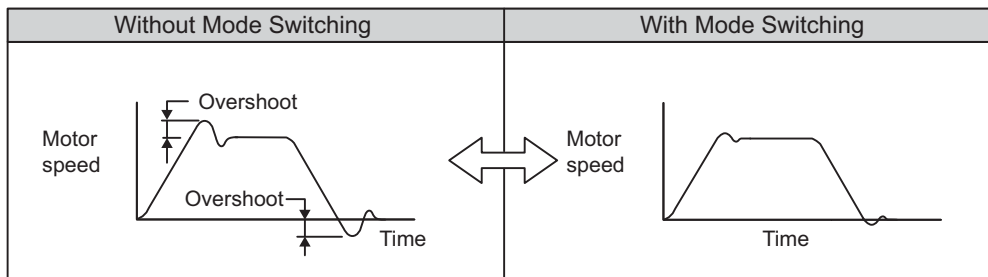 Without Mode Switching
With Mode Switching
Overshoot
Motor
speed
Overshoot
Time
Motor
speed
Time